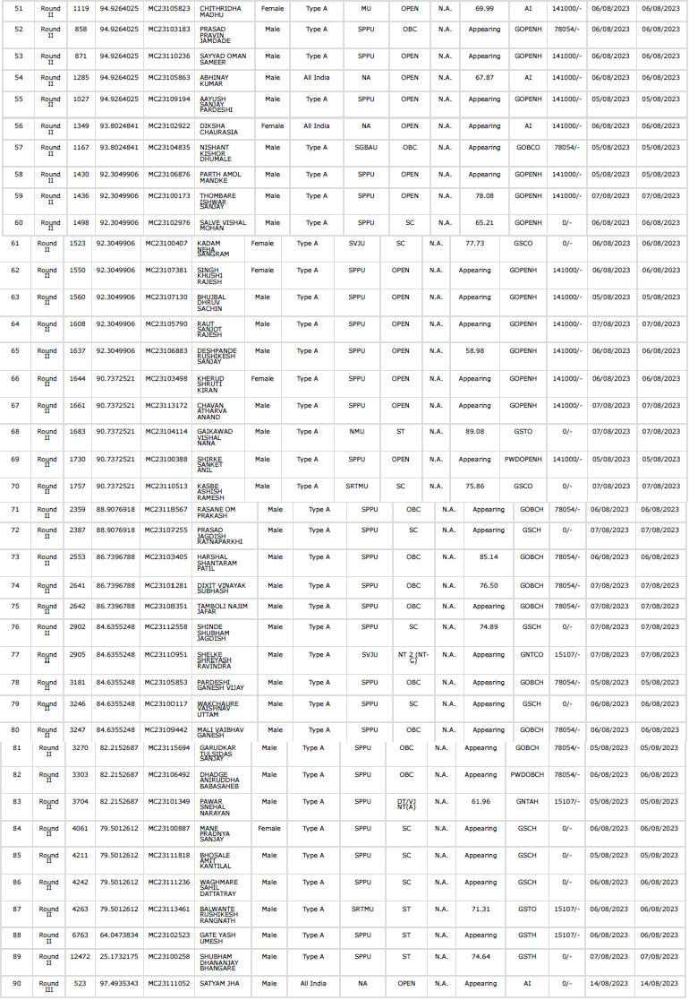 51 Round II 1119 94.9264025 MC23105823 CHITHRIDHA MADHU Female Type A MU OPEN N.A. 69.99 AI 141000/- 06/08/2023 06/08/2023
52 Round II 858 94.9264025 MC23103183 PRASAD PRAVIN JAMDADE Male Type A SPPU OBC N.A. Appearing GOPENH 78054/- 06/08/2023 06/08/2023
53 Round II 871 94.9264025 MC23110236 SAYYAD OMAN SAMEER Male Type A SPPU OPEN N.A. Appearing GOPENH 141000/- 06/08/2023 06/08/2023
54 Round II 1285 94.9264025 MC23105863 ABHINAY KUMAR Male All India NA OPEN N.A. 67.87 AI 141000/- 06/08/2023 06/08/2023
55 Round II 1027 94.9264025 MC23109194 AAYUSH SANJAY PARDESHI Male Type A SPPU OPEN N.A. Appearing GOPENH 141000/- 05/08/2023 05/08/2023
56 Round II 1349 93.8024841 MC23102922 DIKSHA CHAURASIA Female All India NA OPEN N.A. Appearing AI 141000/- 06/08/2023 06/08/2023
57 Round II 1167 93.8024841 MC23104835 NISHANT KISHOR DHUMALE Male Type A SGBAU OBC N.A. Appearing GOBCO 78054/- 05/08/2023 05/08/2023
58 Round II 1430 92.3049906 MC23106876 PARTH AMOL MANDKE Male Type A SPPU OPEN N.A. Appearing GOPENH 141000/- 05/08/2023 05/08/2023
59 Round II 1436 92.3049906 MC23100173 THOMBARE ISHWAR SANJAY Male Type A SPPU OPEN N.A. 78.08 GOPENH 141000/- 07/08/2023 07/08/2023
60 Round II 1498 92.3049906 MC23102976 SALVE VISHAL MOHAN Male Type A SPPU SC N.A. 65.21 GOPENH 0/- 06/08/2023 06/08/2023
61 Round II 1523 92.3049906 MC23100407 KADAM NEHA SANGRAM Female Type A SVJU SC N.A. 77.73 GSCO 0/- 06/08/2023 06/08/2023
62 Round II 1550 92.3049906 MC23107381 SINGH KHUSHI RAJESH Female Type A SPPU OPEN N.A. Appearing GOPENH 141000/- 06/08/2023 06/08/2023
63 Round II 1560 92.3049906 MC23107130 BHUJBAL DHRUV SACHIN Male Type A SPPU OPEN N.A. Appearing GOPENH 141000/- 05/08/2023 05/08/2023
64 Round II 1608 92.3049906 MC23105790 RAUT SANJOT RAJESH Male Type A SPPU OPEN N.A. Appearing GOPENH 141000/- 07/08/2023 07/08/2023
65 Round II 1637 92.3049906 MC23106883 DESHPANDE RUSHIKESH SANJAY Male Type A SPPU OPEN N.A. 58.98 GOPENH 141000/- 06/08/2023 06/08/2023
66 Round II 1644 90.7372521 MC23103498 KHERUD SHRUTI KIRAN Female Type A SPPU OPEN N.A. Appearing GOPENH 141000/- 06/08/2023 06/08/2023
67 Round II 1661 90.7372521 MC23113172 CHAVAN ATHARVA ANAND Male Type A SPPU OPEN N.A. Appearing GOPENH 141000/- 07/08/2023 07/08/2023
68 Round II 1683 90.7372521 MC23104114 GAIKAWAD VISHAL NANA Male Type A NMU ST N.A. 89.08 GSTO 0/- 07/08/2023 07/08/2023
69 Round II 1730 90.7372521 MC23100388 SHIRKE SANKET ANIL Male Type A SPPU OPEN N.A. Appearing PWDOPENH 141000/- 05/08/2023 05/08/2023
70 Round II 1757 90.7372521 MC23110513 KASBE ASHISH RAMESH Male Type A SRTMU SC N.A. 75.86 GSCO 0/- 07/08/2023 07/08/2023
71 Round II 2359 88.9076918 MC23118567 RASANE OM PRAKASH Male Type A SPPU OBC N.A. Appearing GOBCH 78054/- 06/08/2023 06/08/2023
72 Round II 2387 88.9076918 MC23107255 PRASAD JAGDISH RATNAPARKHI Male Type A SPPU SC N.A. Appearing GSCH 0/- 07/08/2023 07/08/2023
73 Round II 2553 86.7396788 MC23103405 HARSHAL SHANTARAM PATIL Male Type A SPPU OBC N.A. 85.14 GOBCH 78054/- 06/08/2023 06/08/2023
74 Round II 2641 86.7396788 MC23101281 DIXIT VINAYAK SUBHASH Male Type A SPPU OBC N.A. 76.50 GOBCH 78054/- 07/08/2023 07/08/2023
75 Round II 2642 86.7396788 MC23108351 TAMBOLI NAJIM JAFAR Male Type A SPPU OBC N.A. Appearing GOBCH 78054/- 07/08/2023 07/08/2023
76 Round II 2902 84.6355248 MC23112558 SHINDE SHUBHAM JAGDISH Male Type A SPPU SC N.A. 74.89 GSCH 0/- 07/08/2023 07/08/2023
77 Round II 2905 84.6355248 MC23110951 SHELKE SHREYASH RAVINDRA Male Type A SVJU NT 2 (NT-C) N.A. Appearing GNTCO 15107/- 07/08/2023 07/08/2023
78 Round II 3181 84.6355248 MC23105853 PARDESHI GANESH VIJAY Male Type A SPPU OBC N.A. Appearing GOBCH 78054/- 05/08/2023 05/08/2023
79 Round II 3246 84.6355248 MC23100117 WAKCHAURE VAISHNAV UTTAM Male Type A SPPU SC N.A. Appearing GSCH 0/- 06/08/2023 06/08/2023
80 Round II 3247 84.6355248 MC23109442 MALI VAIBHAV GANESH Male Type A SPPU OBC N.A. Appearing GOBCH 78054/- 06/08/2023 06/08/2023
81 Round II 3270 82.2152687 MC23115694 GARUDKAR TULSIDAS SANJAY Male Type A SPPU OBC N.A. Appearing GOBCH 78054/- 05/08/2023 05/08/2023
82 Round II 3303 82.2152687 MC23106492 DHADGE ANIRUDDHA BABASAHEB Male Type A SPPU OBC N.A. Appearing PWDOBCH 78054/- 06/08/2023 06/08/2023
83 Round II 3704 82.2152687 MC23101349 PAWAR SNEHAL NARAYAN Male Type A SPPU DT/VJ NT(A) N.A. 61.96 GNTAH 15107/- 05/08/2023 05/08/2023
84 Round II 4061 79.5012612 MC23100887 MANE PRADNYA SANJAY Female Type A SPPU SC N.A. Appearing GSCH 0/- 06/08/2023 06/08/2023
85 Round II 4211 79.5012612 MC23111818 BHOSALE AMIT KANTILAL Male Type A SPPU SC N.A. Appearing GSCH 0/- 05/08/2023 05/08/2023
86 Round II 4242 79.5012612 MC23111236 WAGHMARE SAHIL DATTATRAY Male Type A SPPU SC N.A. Appearing GSCH 0/- 06/08/2023 06/08/2023
87 Round II 4263 79.5012612 MC23113461 BALWANTE RUSHIKESH RANGNATH Male Type A SRTMU ST N.A. 71.31 GSTO 15107/- 06/08/2023 06/08/2023
88 Round II 6763 64.0473834 MC23102523 GATE YASH UMESH Male Type A SPPU ST N.A. Appearing GSTH 15107/- 06/08/2023 06/08/2023
89 Round II 12472 25.1732175 MC23100258 SHUBHAM DHANANJAY BHANGARE Male Type A SPPU ST N.A. 74.64 GSTH 0/- 07/08/2023 07/08/2023
90 Round III 523 97.4935343 MC23111052 SATYAM JHA Male All India NA OPEN N.A. Appearing AI 0/- 14/08/2023 14/08/2023